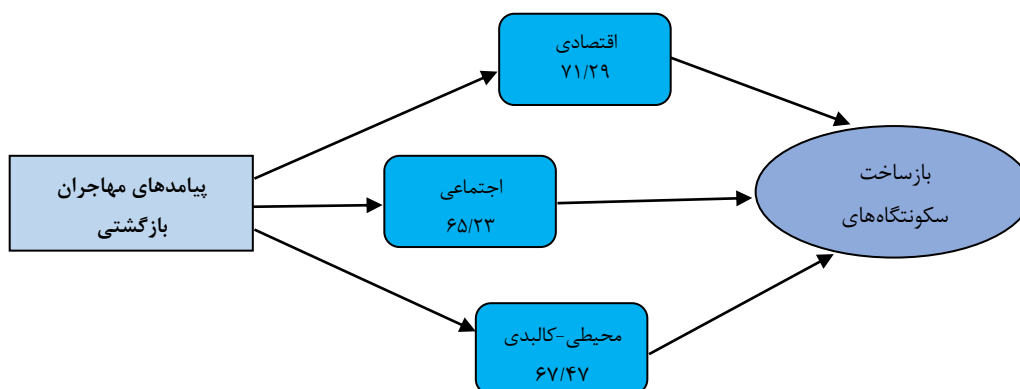 اقتصادی
۷۱/۲۹
پیامدهای مهاجران
بازگشتی
اجتماعی
۶۵/۲۳
بازساخت
سکونتگاه‌های
محیطی-کالبدی
۶۷/۴۷